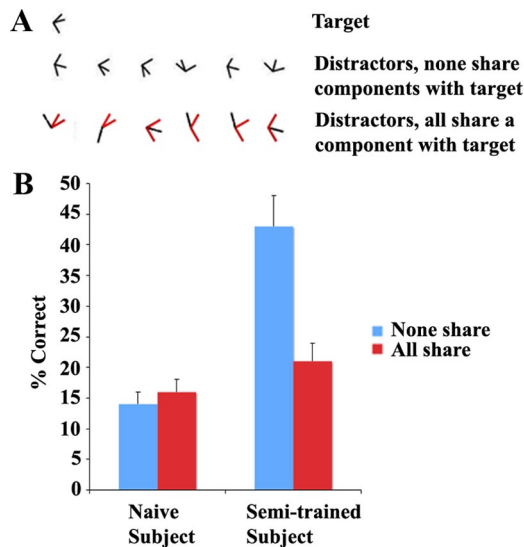 A
Target
Distractors, none share
components with target
Distractors, all share a
component with target
B
50
45
40
35
30
25
20
15
10
5
0
% Correct
None share
All share
Naive
Subject
Semi-trained
Subject